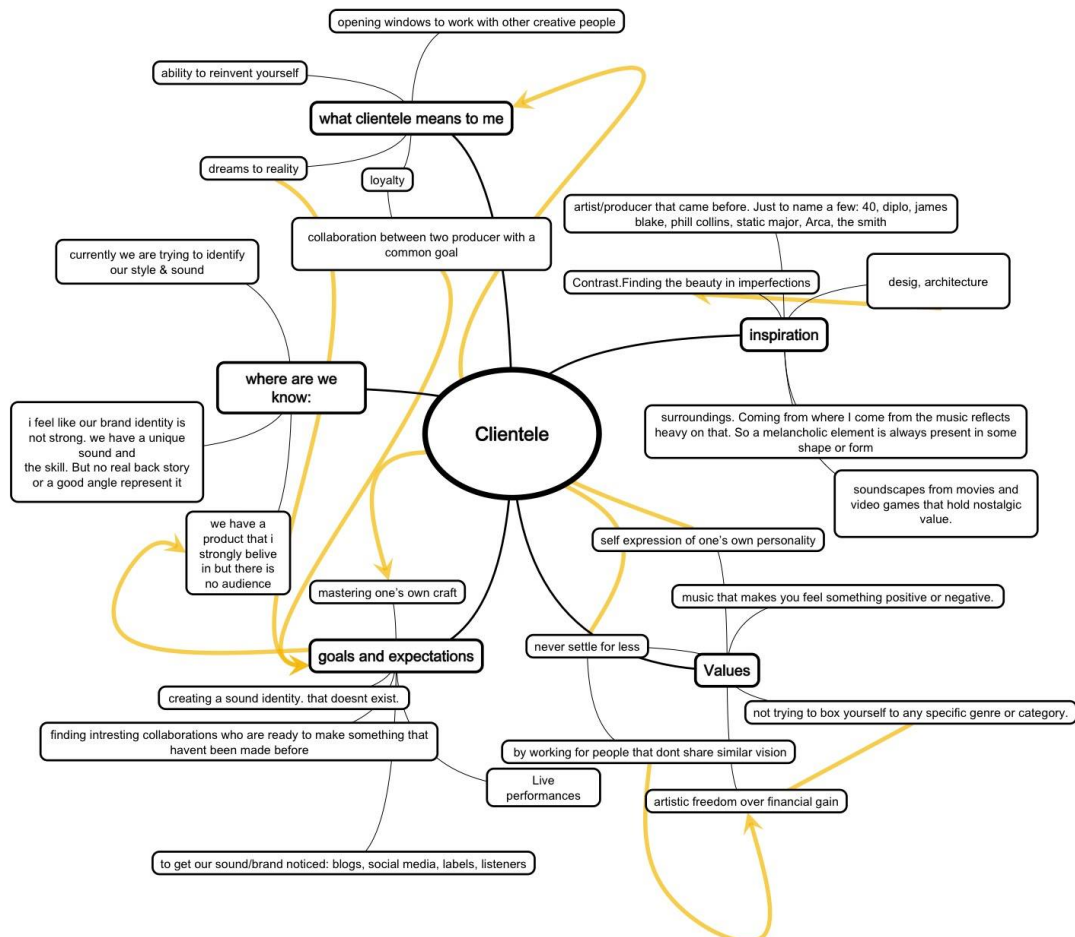 opening windows to work with other creative people
ability to reinvent yourself
what clientele means to me
dreams to reality
loyalty
collaboration between two producer with a
common goal
artist/producer that came before. Just to name a few: 40, diplo, james
blake, phill collins, static major, Arca, the smith
currently we are trying to identify
our style & sound
Contrast.Finding the beauty in imperfections
desig, architecture
inspiration
where are we
know:
Clientele
i feel like our brand identity is
not strong. we have a unique
sound and
the skill. But no real back story
or a good angle represent it
surroundings. Coming from where I come from the music reflects
heavy on that. So a melancholic element is always present in some
shape or form
soundscapes from movies and
video games that hold nostalgic
value.
we have a
product that i
strongly belive
in but there is
no audience
self expression of one's own personality
mastering one's own craft
music that makes you feel something positive or negative.
never settle for less
goals and expectations
Values
creating a sound identity. that doesnt exist.
not trying to box yourself to any specific genre or category.
finding intresting collaborations who are ready to make something that
havent been made before
by working for people that dont share similar vision
Live
performances
artistic freedom over financial gain
to get our sound/brand noticed: blogs, social media, labels, listeners